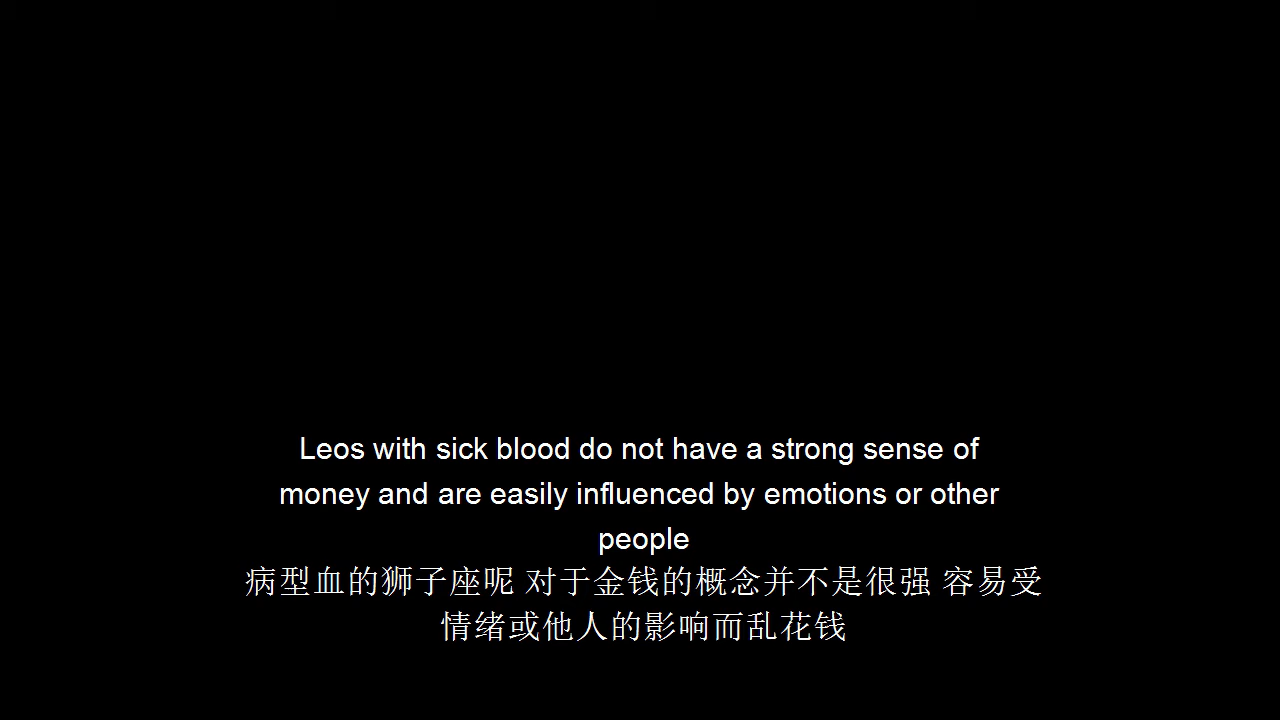 Leos with sick blood do not have a strong sense of
money and are easily influenced by emotions or other
people
病型血的狮子座呢 对于金钱的概念并不是很强 容易受
情绪或他人的影响而乱花钱